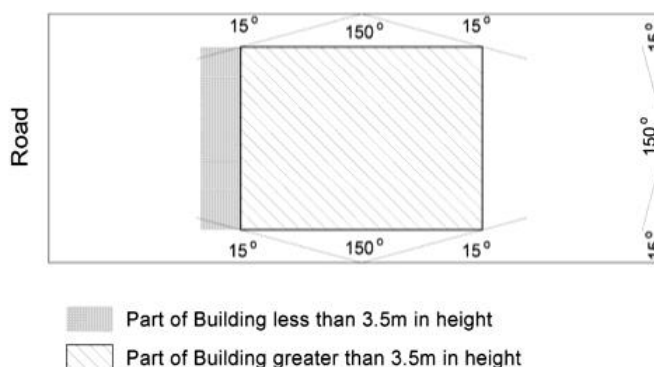 15° 150° 15° 15°
Road
150°
15° 150° 15° 15°
Part of Building less than 3.5m in height
Part of Building greater than 3.5m in height